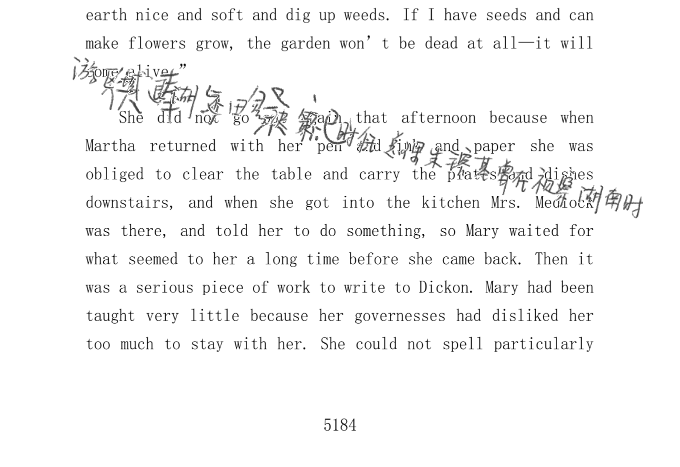 earth nice and soft and dig up weeds. If I have seeds and can
make flowers grow, the garden won’t be dead at all—it will
come alive.”
She did not go out again that afternoon because when
Martha returned with her pen and ink and paper she was
obliged to clear the table and carry the plates and dishes
downstairs, and when she got into the kitchen Mrs. Medlock
was there, and told her to do something, so Mary waited for
what seemed to her a long time before she came back. Then it
was a serious piece of work to write to Dickon. Mary had been
taught very little because her governesses had disliked her
too much to stay with her. She could not spell particularly
湖南时
5184